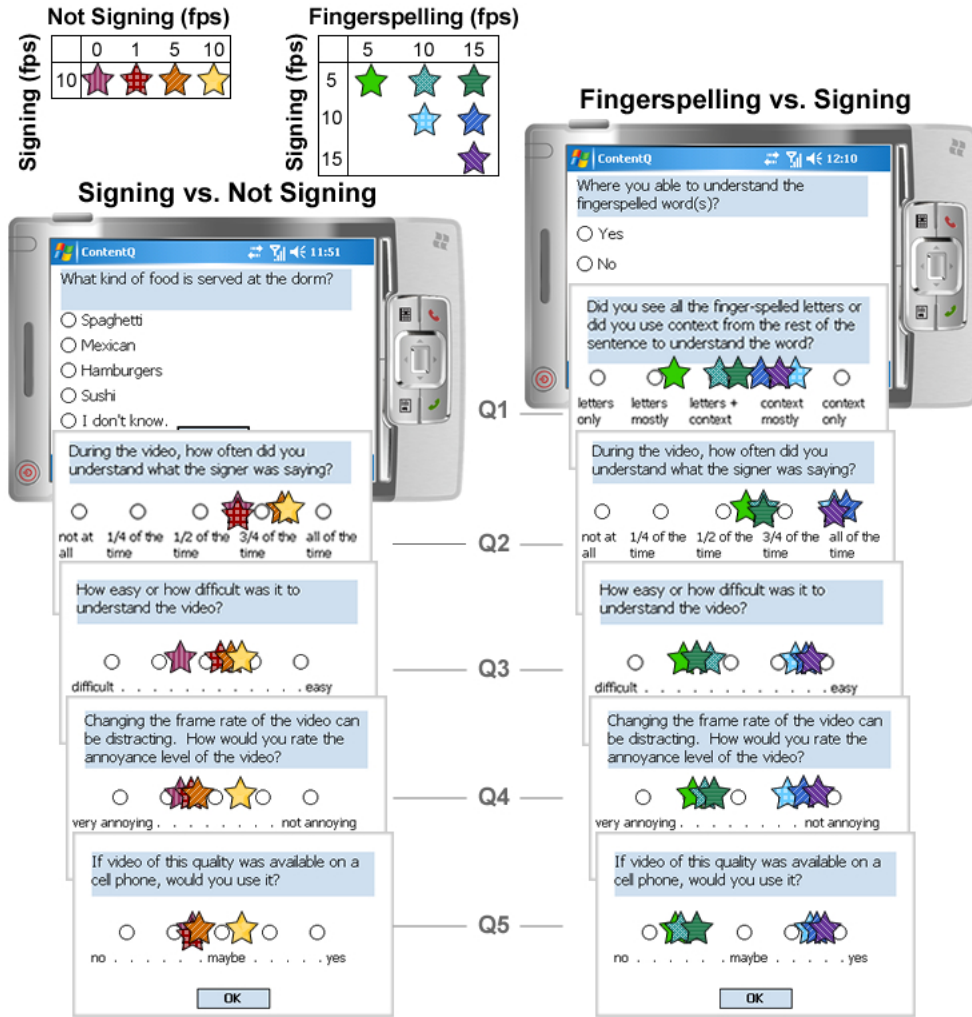 Not Signing (fps)
Signing (fps)
0 1 5 10
10
Fingerspelling (fps)
Signing (fps)
5 10 15
5
10
15
Signing vs. Not Signing
ContentQ 11:51
What kind of food is served at the dorm?
Spaghetti
Mexican
Hamburgers
Sushi
I don't know.
During the video, how often did you
understand what the signer was saying?
not at all
1/4 of the time
1/2 of the time
3/4 of the time
all of the time
How easy or how difficult was it to
understand the video?
difficult . . . . . . . . . . . . . easy
Changing the frame rate of the video can
be distracting. How would you rate the
annoyance level of the video?
very annoying . . . . . . . . . not annoying
If video of this quality was available on a
cell phone, would you use it?
no . . . . . . maybe . . . . . yes
OK
Q1
Q2
Q3
Q4
Q5
Fingerspelling vs. Signing
ContentQ 12:10
Where you able to understand the
fingerspelled word(s)?
Yes
No
Did you see all the finger-spelled letters or
did you use context from the rest of the
sentence to understand the word?
letters only
letters mostly
letters + context
context mostly
context only
During the video, how often did you
understand what the signer was saying?
not at all
1/4 of the time
1/2 of the time
3/4 of the time
all of the time
How easy or how difficult was it to
understand the video?
difficult . . . . . . . . . . . . . easy
Changing the frame rate of the video can
be distracting. How would you rate the
annoyance level of the video?
very annoying . . . . . . . . . not annoying
If video of this quality was available on a
cell phone, would you use it?
no . . . . . . maybe . . . . . yes
OK